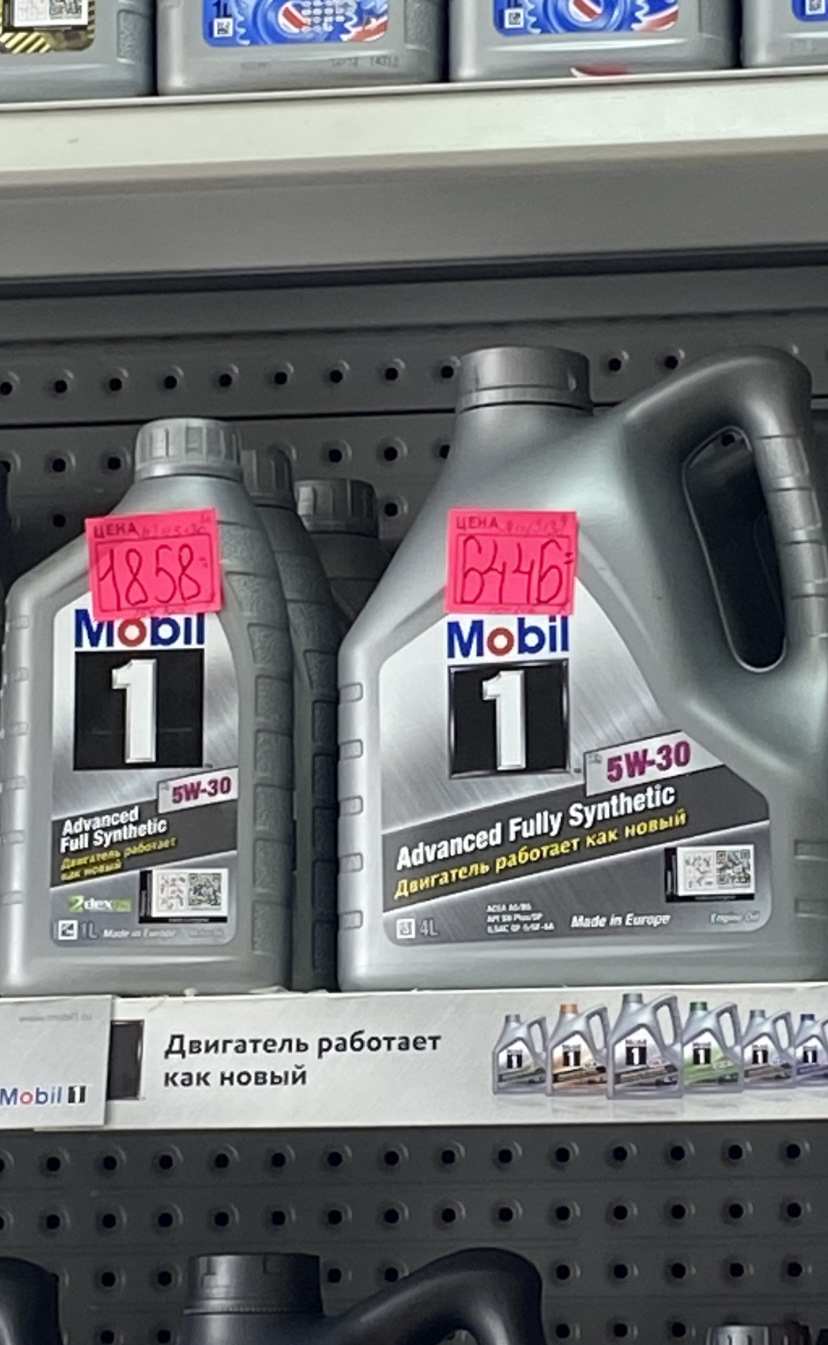 1L
ЦЕНА
1858=
Mobil
1
5W-30
Advanced
Full Synthetic
Двигатель работает
как новый
2dexos
1L Made in Europe
ЦЕНА
6446=
Mobil
1
5W-30
Advanced Fully Synthetic
Двигатель работает как новый
4L
Made in Europe
Engine Oil
Mobil 1
Двигатель работает
как новый